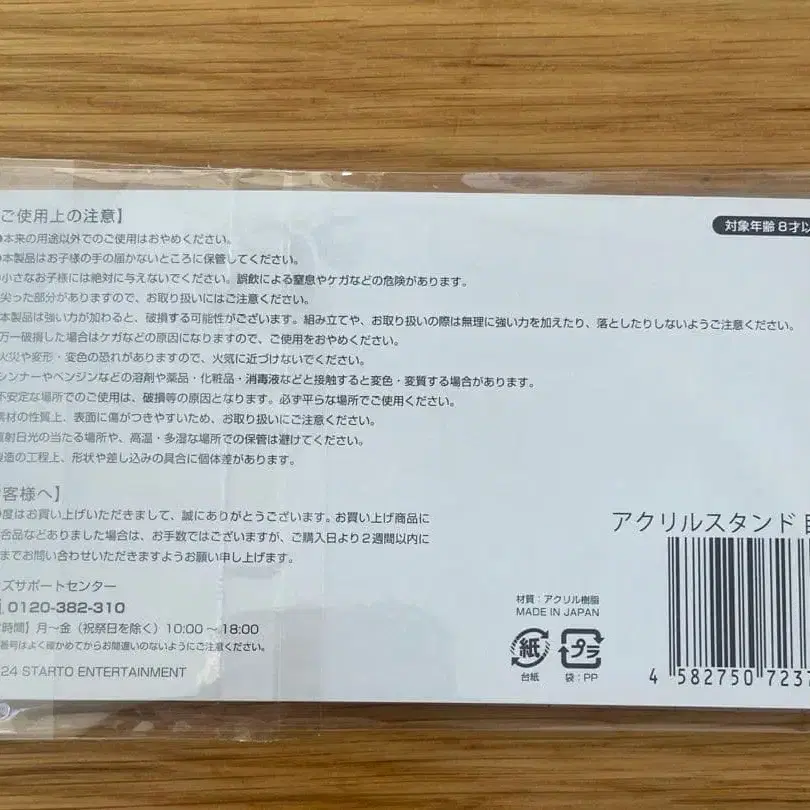 ご使用上の注意】
本来の用途以外でのご使用はおやめください。
本製品はお子様の手の届かないところに保管してください。
小さなお子様には絶対に与えないでください。誤飲による窒息やケガなどの危険があります。
尖った部分がありますので、お取り扱いにはご注意ください。
本製品は強い力が加わると、破損する可能性がございます。組み立てや、お取り扱いの際は無理に強い力を加えたり、落としたりしないようご注意ください。
万一破損した場合はケガなどの原因になりますので、ご使用をおやめください。
火災や変形・変色の恐れがありますので、火気に近づけないでください。
シンナーやベンジンなどの溶剤や薬品・化粧品・消毒液などと接触すると変色・変質する場合があります。
不安定な場所でのご使用は、破損等の原因となります。必ず平らな場所でご使用ください。
素材の性質上、表面に傷がつきやすいため、お取り扱いにご注意ください。
直射日光の当たる場所や、高温・多湿な場所での保管は避けてください。
製造の工程上、形状や差し込みの具合に個体差があります。
対象年齢 8才以
客様へ】
度はお買い上げいただきまして、誠にありがとうございます。お買い上げ商品に
合品などありました場合は、お手数ではございますが、ご購入日より2週間以内に
までお問い合わせいただきますようお願い申し上げます。
ズサポートセンター
0120-382-310
時間】月～金（祝祭日を除く）10:00～18:00
番号はよく確かめてからお間違いのないようにご注意ください。
24 STARTO ENTERTAINMENT
アクリルスタンド
材質：アクリル樹脂
MADE IN JAPAN
紙
台紙
プラ
袋：PP
4 582750 7237